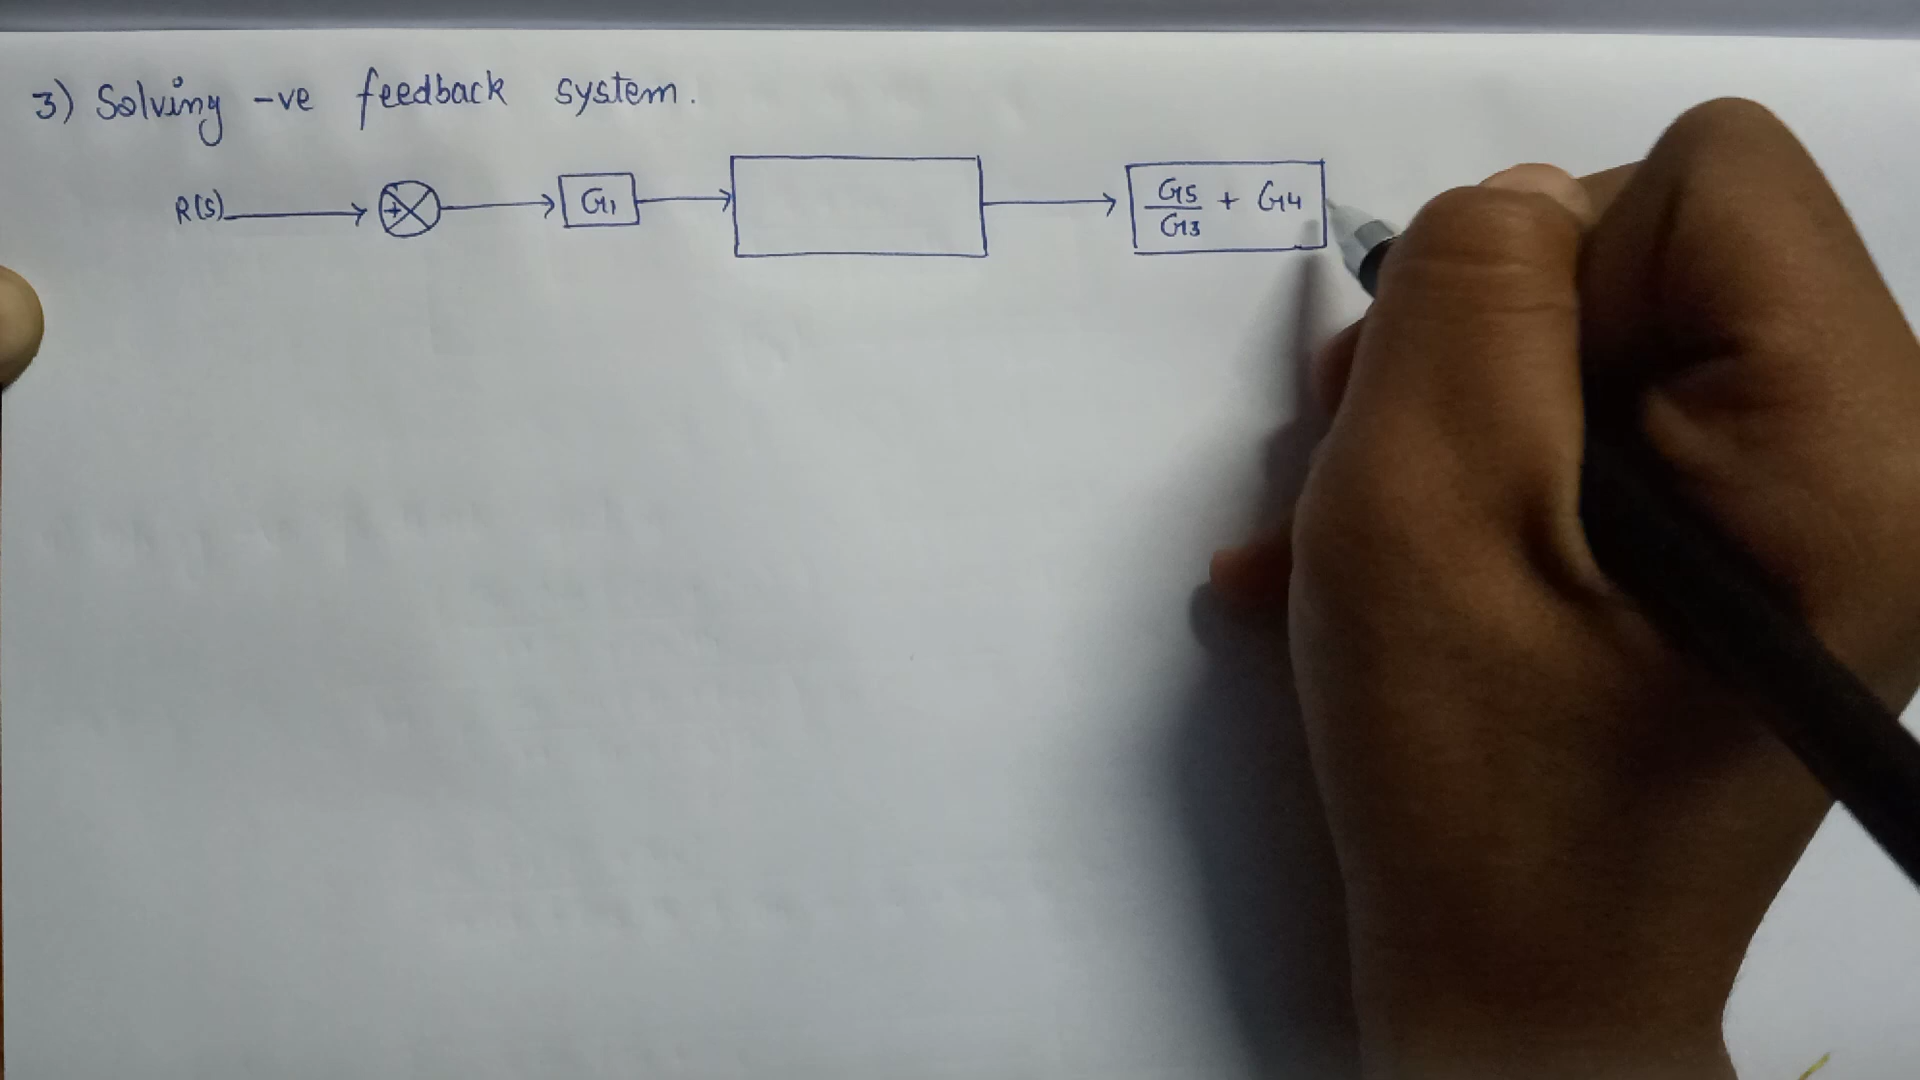 3) Solving -ve feedback system.
R(s) + G1 G5/G3 + G4